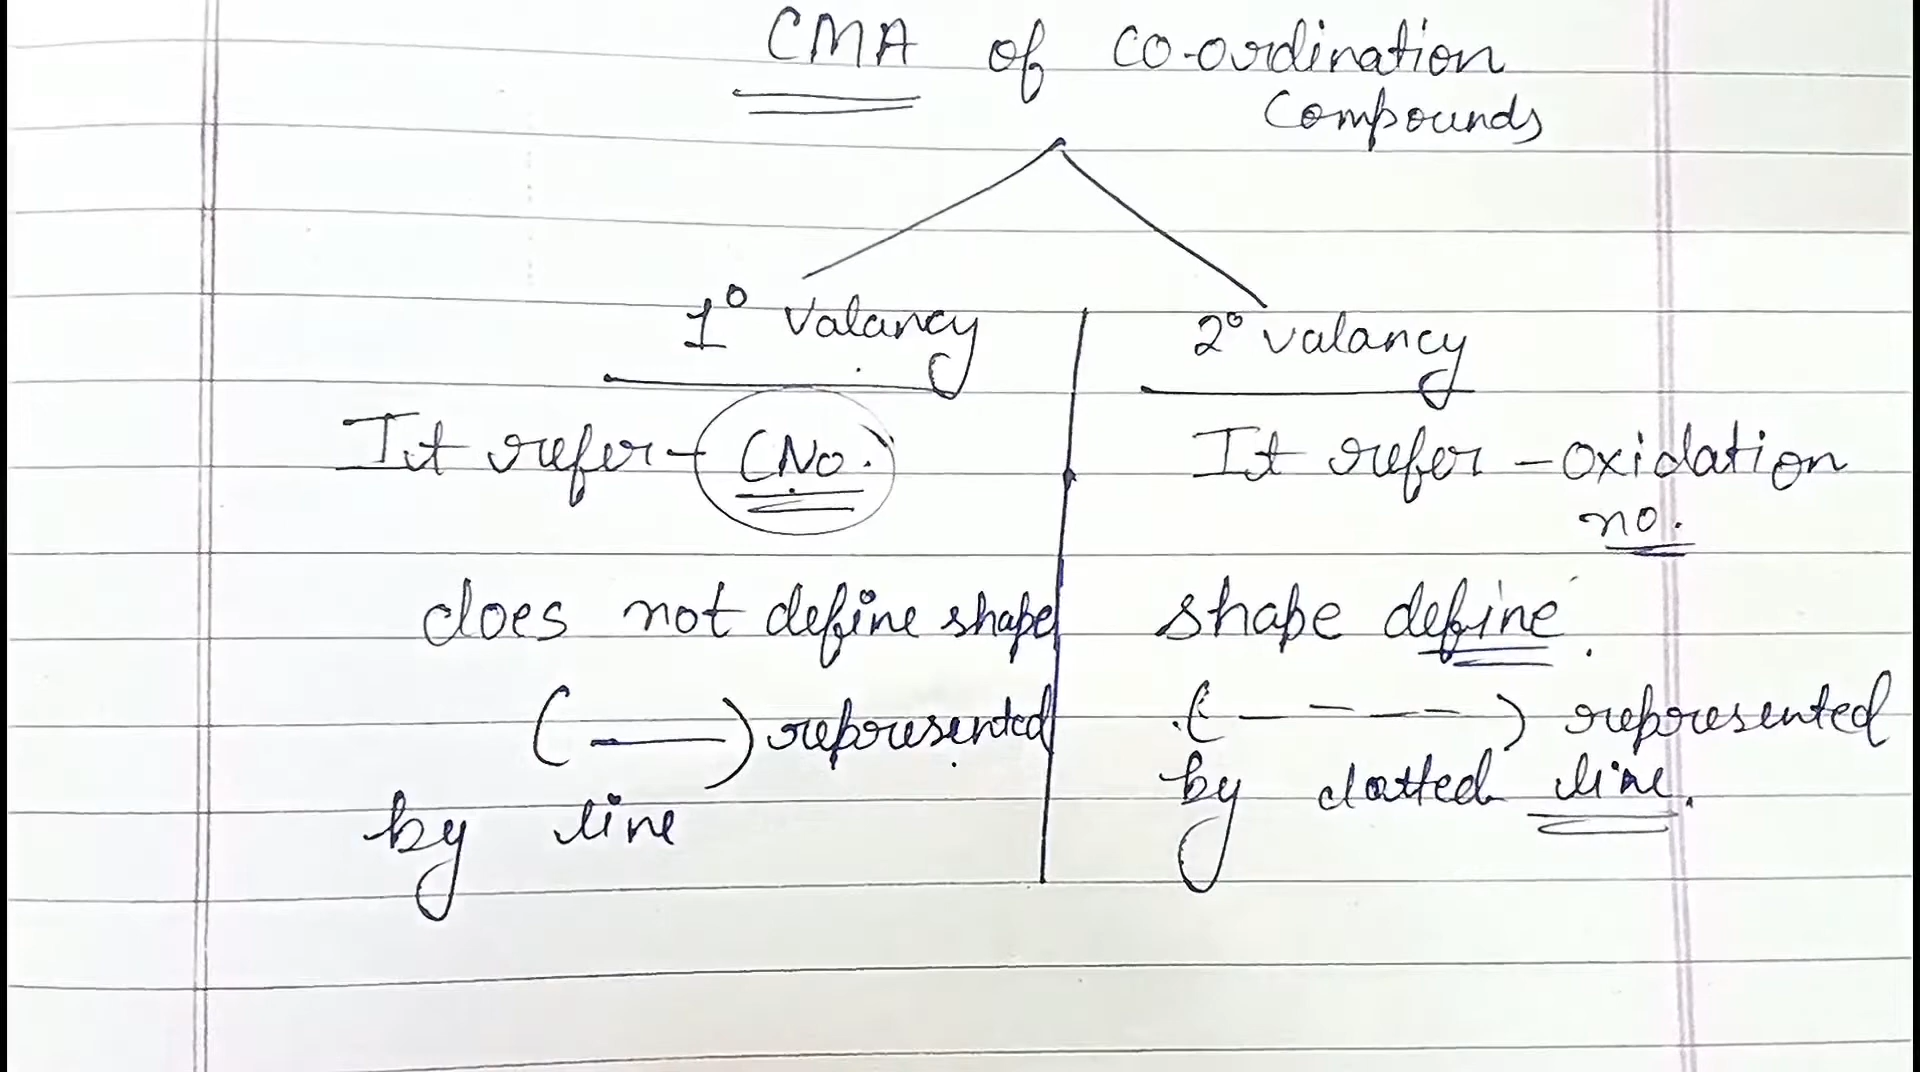 CMA of co-ordination
Compounds
1° valancy
It refer - (No.)
does not define shape
(—) represented
by line
2° valancy
It refer - oxidation
no.
shape define.
(- - - -) represented
by dotted line.